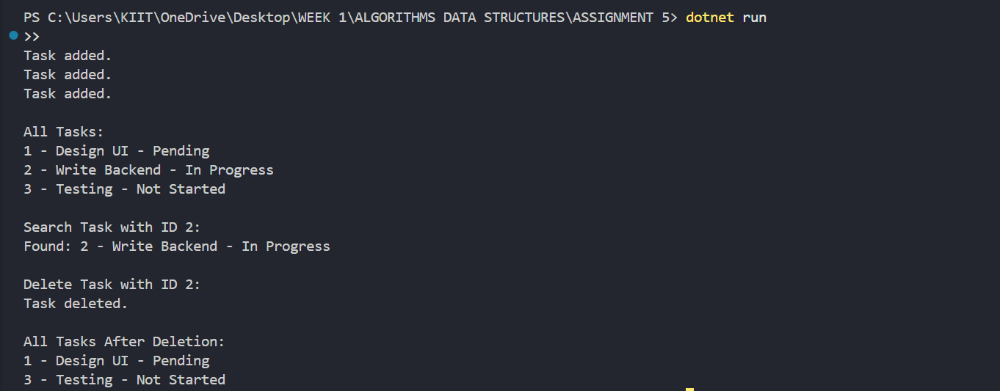 PS C:\Users\KIIT\OneDrive\Desktop\WEEK 1\ALGORITHMS DATA STRUCTURES\ASSIGNMENT 5> dotnet run
>>
Task added.
Task added.
Task added.

All Tasks:
1 - Design UI - Pending
2 - Write Backend - In Progress
3 - Testing - Not Started

Search Task with ID 2:
Found: 2 - Write Backend - In Progress

Delete Task with ID 2:
Task deleted.

All Tasks After Deletion:
1 - Design UI - Pending
3 - Testing - Not Started